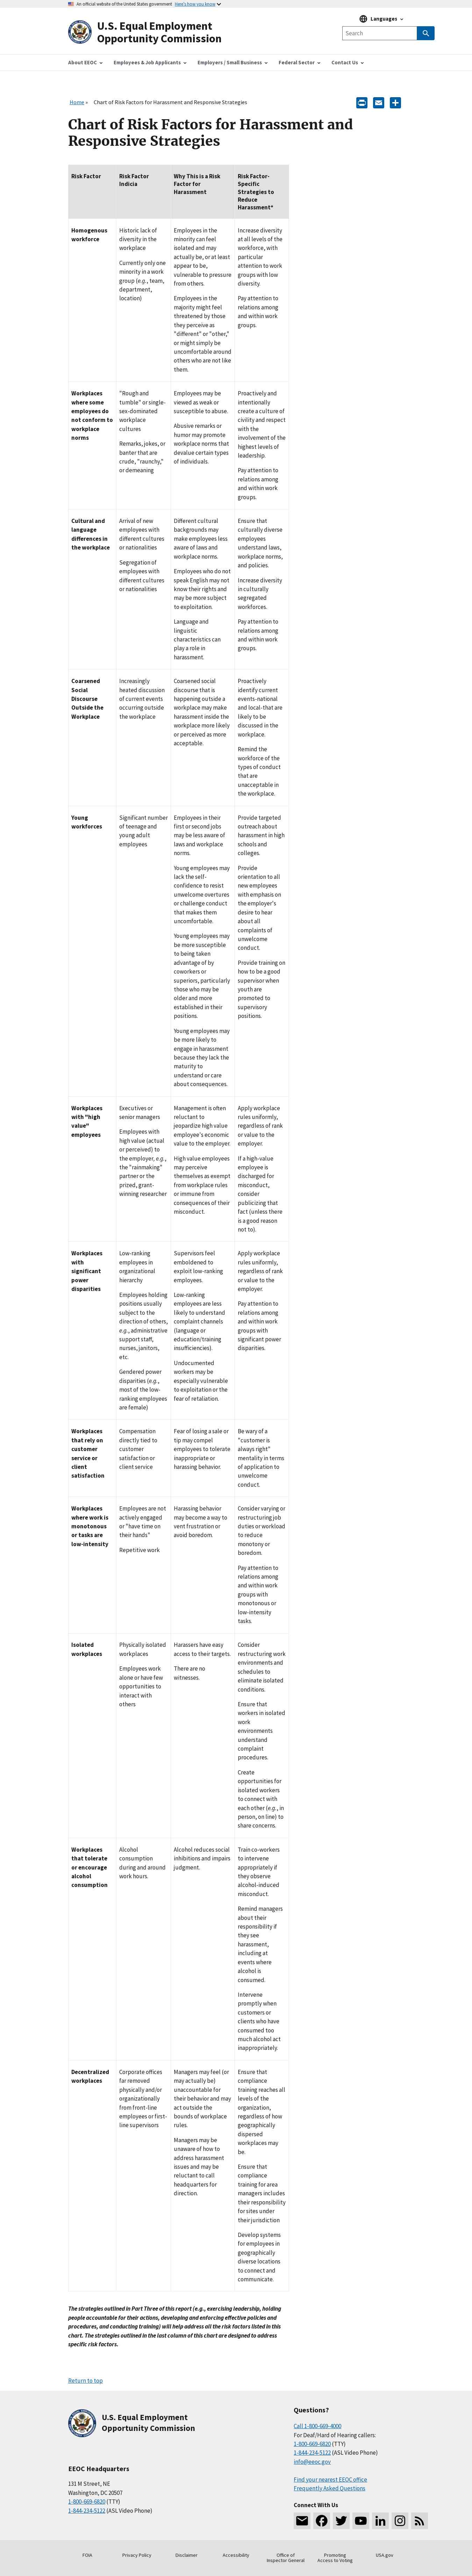 An official website of the United States government Here's how you know
U.S. Equal Employment
Opportunity Commission
Languages
Search
About EEOC
Employees & Job Applicants
Employers / Small Business
Federal Sector
Contact Us
Home » Chart of Risk Factors for Harassment and Responsive Strategies
Chart of Risk Factors for Harassment and
Responsive Strategies
Risk Factor
Risk Factor
Indicia
Why This is a Risk
Factor for
Harassment
Risk Factor-
Specific
Strategies to
Reduce
Harassment*
Homogenous
workforce
Historic lack of
diversity in the
workplace
Currently only one
minority in a work
group (e.g., team,
department,
location)
Employees in the
minority can feel
isolated and may
actually be, or at least
appear to be,
vulnerable to pressure
from others.
Employees in the
majority might feel
threatened by those
they perceive as
"different" or "other,"
or might simply be
uncomfortable around
others who are not like
them.
Increase diversity
at all levels of the
workforce, with
particular
attention to work
groups with low
diversity.
Pay attention to
relations among
and within work
groups.
Workplaces
where some
employees do
not conform to
workplace
norms
"Rough and
tumble" or single-
sex-dominated
workplace
cultures
Remarks, jokes, or
banter that are
crude, "raunchy,"
or demeaning
Employees may be
viewed as weak or
susceptible to abuse.
Abusive remarks or
humor may promote
workplace norms that
devalue certain types
of individuals.
Proactively and
intentionally
create a culture of
civility and respect
with the
involvement of the
highest levels of
leadership.
Pay attention to
relations among
and within work
groups.
Cultural and
language
differences in
the workplace
Arrival of new
employees with
different cultures
or nationalities
Segregation of
employees with
different cultures
or nationalities
Different cultural
backgrounds may
make employees less
aware of laws and
workplace norms.
Employees who do not
speak English may not
know their rights and
may be more subject
to exploitation.
Language and
linguistic
characteristics can
play a role in
harassment.
Ensure that
culturally diverse
employees
understand laws,
workplace norms,
and policies.
Increase diversity
in culturally
segregated
workforces.
Pay attention to
relations among
and within work
groups.
Coarsened
Social
Discourse
Outside the
Workplace
Increasingly
heated discussion
of current events
occurring outside
the workplace
Coarsened social
discourse that is
happening outside a
workplace may make
harassment inside the
workplace more likely
or perceived as more
acceptable.
Proactively
identify current
events-national
and local-that are
likely to be
discussed in the
workplace.
Remind the
workforce of the
types of conduct
that are
unacceptable in
the workplace.
Young
workforces
Significant number
of teenage and
young adult
employees
Employees in their
first or second jobs
may be less aware of
laws and workplace
norms.
Young employees may
lack the self-
confidence to resist
unwelcome overtures
or challenge conduct
that makes them
uncomfortable.
Young employees may
be more susceptible
to being taken
advantage of by
coworkers or
superiors, particularly
those who may be
older and more
established in their
positions.
Young employees may
be more likely to
engage in harassment
because they lack the
maturity to
understand or care
about consequences.
Provide targeted
outreach about
harassment in high
schools and
colleges.
Provide
orientation to all
new employees
with emphasis on
the employer's
desire to hear
about all
complaints of
unwelcome
conduct.
Provide training on
how to be a good
supervisor when
youth are
promoted to
supervisory
positions.
Workplaces
with "high
value"
employees
Executives or
senior managers
Employees with
high value (actual
or perceived) to
the employer, e.g.,
the "rainmaking"
partner or the
prized, grant-
winning researcher
Management is often
reluctant to
jeopardize high value
employee's economic
value to the employer.
High value employees
may perceive
themselves as exempt
from workplace rules
or immune from
consequences of their
misconduct.
Apply workplace
rules uniformly,
regardless of rank
or value to the
employer.
If a high-value
employee is
discharged for
misconduct,
consider
publicizing that
fact (unless there
is a good reason
not to).
Workplaces
with
significant
power
disparities
Low-ranking
employees in
organizational
hierarchy
Employees holding
positions usually
subject to the
direction of others,
e.g., administrative
support staff,
nurses, janitors,
etc.
Gendered power
disparities (e.g.,
most of the low-
ranking employees
are female)
Supervisors feel
emboldened to
exploit low-ranking
employees.
Low-ranking
employees are less
likely to understand
complaint channels
(language or
education/training
insufficiencies).
Undocumented
workers may be
especially vulnerable
to exploitation or the
fear of retaliation.
Apply workplace
rules uniformly,
regardless of rank
or value to the
employer.
Pay attention to
relations among
and within work
groups with
significant power
disparities.
Workplaces
that rely on
customer
service or
client
satisfaction
Compensation
directly tied to
customer
satisfaction or
client service
Fear of losing a sale or
tip may compel
employees to tolerate
inappropriate or
harassing behavior.
Be wary of a
"customer is
always right"
mentality in terms
of application to
unwelcome
conduct.
Workplaces
where work is
monotonous
or tasks are
low-intensity
Employees are not
actively engaged
or "have time on
their hands"
Repetitive work
Harassing behavior
may become a way to
vent frustration or
avoid boredom.
Consider varying or
restructuring job
duties or workload
to reduce
monotony or
boredom.
Pay attention to
relations among
and within work
groups with
monotonous or
low-intensity
tasks.
Isolated
workplaces
Physically isolated
workplaces
Employees work
alone or have few
opportunities to
interact with
others
Harassers have easy
access to their targets.
There are no
witnesses.
Consider
restructuring work
environments and
schedules to
eliminate isolated
conditions.
Ensure that
workers in isolated
work
environments
understand
complaint
procedures.
Create
opportunities for
isolated workers
to connect with
each other (e.g., in
person, on line) to
share concerns.
Workplaces
that tolerate
or encourage
alcohol
consumption
Alcohol
consumption
during and around
work hours.
Alcohol reduces social
inhibitions and impairs
judgment.
Train co-workers
to intervene
appropriately if
they observe
alcohol-induced
misconduct.
Remind managers
about their
responsibility if
they see
harassment,
including at
events where
alcohol is
consumed.
Intervene
promptly when
customers or
clients who have
consumed too
much alcohol act
inappropriately.
Decentralized
workplaces
Corporate offices
far removed
physically and/or
organizationally
from front-line
employees or first-
line supervisors
Managers may feel (or
may actually be)
unaccountable for
their behavior and may
act outside the
bounds of workplace
rules.
Managers may be
unaware of how to
address harassment
issues and may be
reluctant to call
headquarters for
direction.
Ensure that
compliance
training reaches all
levels of the
organization,
regardless of how
geographically
dispersed
workplaces may
be.
Ensure that
compliance
training for area
managers includes
their responsibility
for sites under
their jurisdiction
Develop systems
for employees in
geographically
diverse locations
to connect and
communicate.
The strategies outlined in Part Three of this report (e.g., exercising leadership, holding
people accountable for their actions, developing and enforcing effective policies and
procedures, and conducting training) will help address all the risk factors listed in this
chart. The strategies outlined in the last column of this chart are designed to address
specific risk factors.
Return to top
U.S. Equal Employment
Opportunity Commission
EEOC Headquarters
131 M Street, NE
Washington, DC 20507
1-800-669-6820 (TTY)
1-844-234-5122 (ASL Video Phone)
Questions?
Call 1-800-669-4000
For Deaf/Hard of Hearing callers:
1-800-669-6820 (TTY)
1-844-234-5122 (ASL Video Phone)
info@eeoc.gov
Find your nearest EEOC office
Frequently Asked Questions
Connect With Us
FOIA
Privacy Policy
Disclaimer
Accessibility
Office of
Inspector General
Promoting
Access to Voting
USA.gov